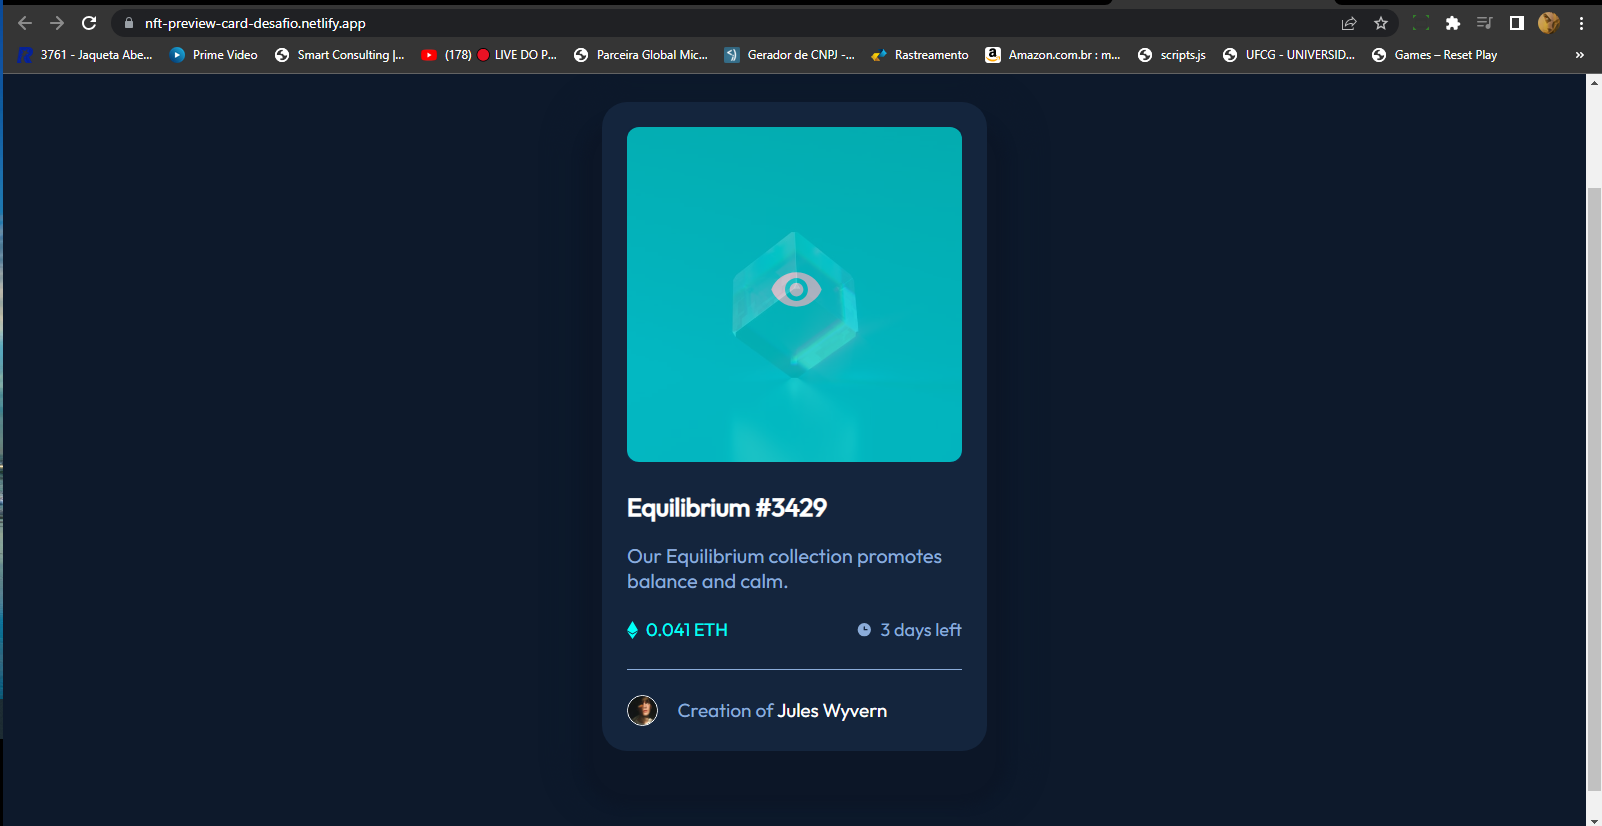 nft-preview-card-desafio.netlify.app
3761 - Jaqueta Abe... Prime Video Smart Consulting |... (178) LIVE DO P... Parceira Global Mic... Gerador de CNPJ -... Rastreamento Amazon.com.br : m... scripts.js UFCG - UNIVERSID... Games – Reset Play »
Equilibrium #3429
Our Equilibrium collection promotes
balance and calm.
0.041 ETH 3 days left
Creation of Jules Wyvern